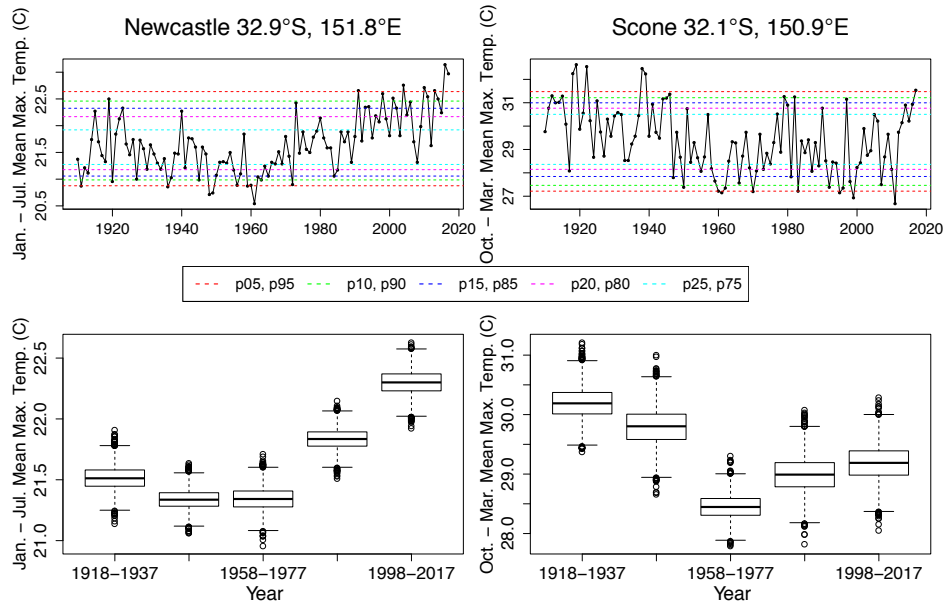 Newcastle 32.9°S, 151.8°E
Jan. – Jul. Mean Max. Temp. (C)
22.5
21.5
20.5
1920
1940
1960
1980
2000
2020
Scone 32.1°S, 150.9°E
Oct. – Mar. Mean Max. Temp. (C)
31
29
27
1920
1940
1960
1980
2000
2020
p05, p95
p10, p90
p15, p85
p20, p80
p25, p75
Jan. – Jul. Mean Max. Temp. (C)
22.5
22.0
21.5
21.0
1918–1937
1958–1977
1998–2017
Year
Oct. – Mar. Mean Max. Temp. (C)
31.0
30.0
29.0
28.0
1918–1937
1958–1977
1998–2017
Year